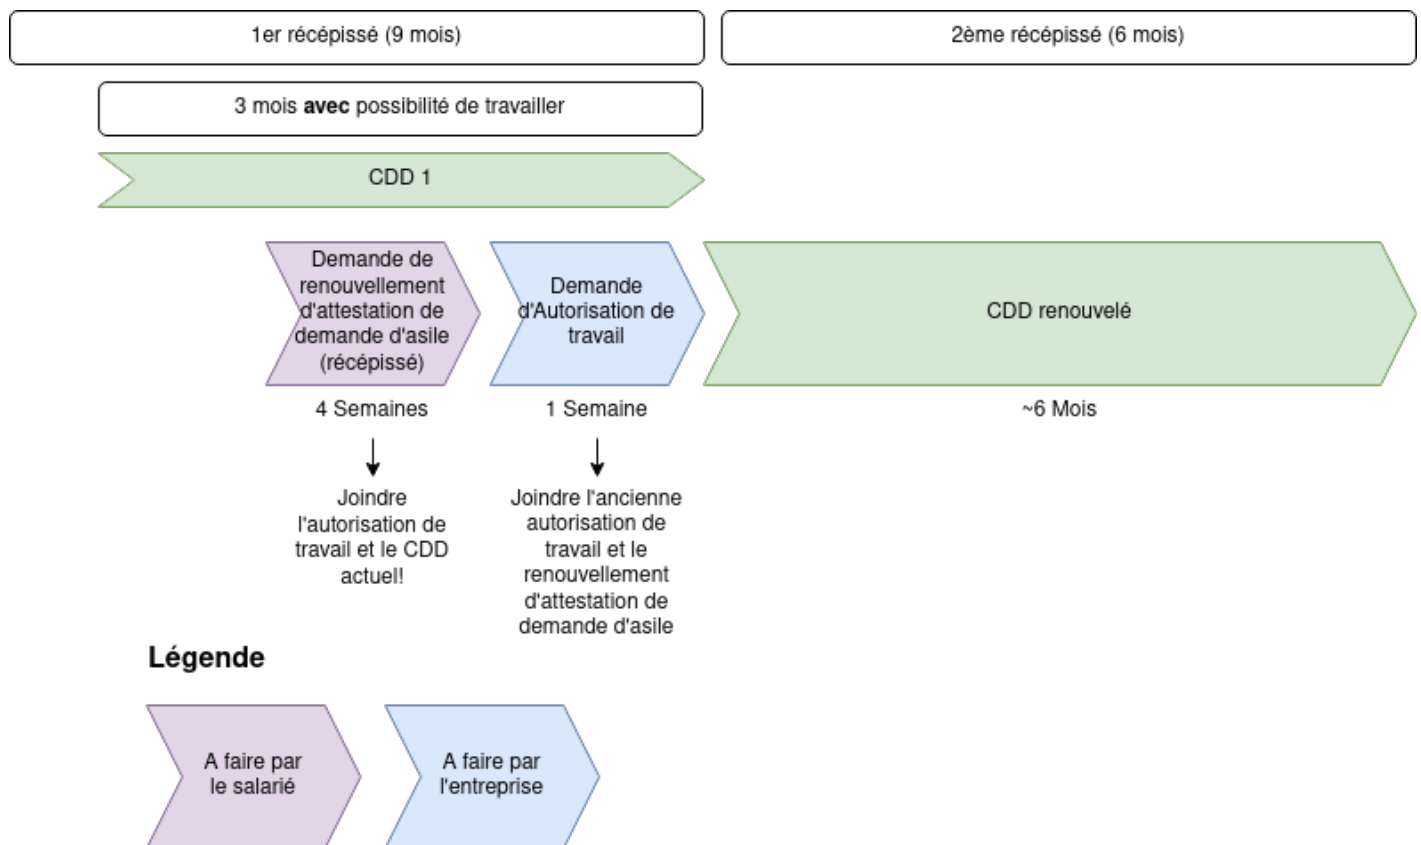 1er récépissé (9 mois)
2ème récépissé (6 mois)
3 mois avec possibilité de travailler
CDD 1
Demande de
renouvellement
d'attestation de
demande d'asile
(récépissé)
Demande
d'Autorisation de
travail
CDD renouvelé
4 Semaines
1 Semaine
~6 Mois
Joindre
l'autorisation de
travail et le CDD
actuel!
Joindre l'ancienne
autorisation de
travail et le
renouvellement
d'attestation de
demande d'asile
Légende
A faire par
le salarié
A faire par
l'entreprise